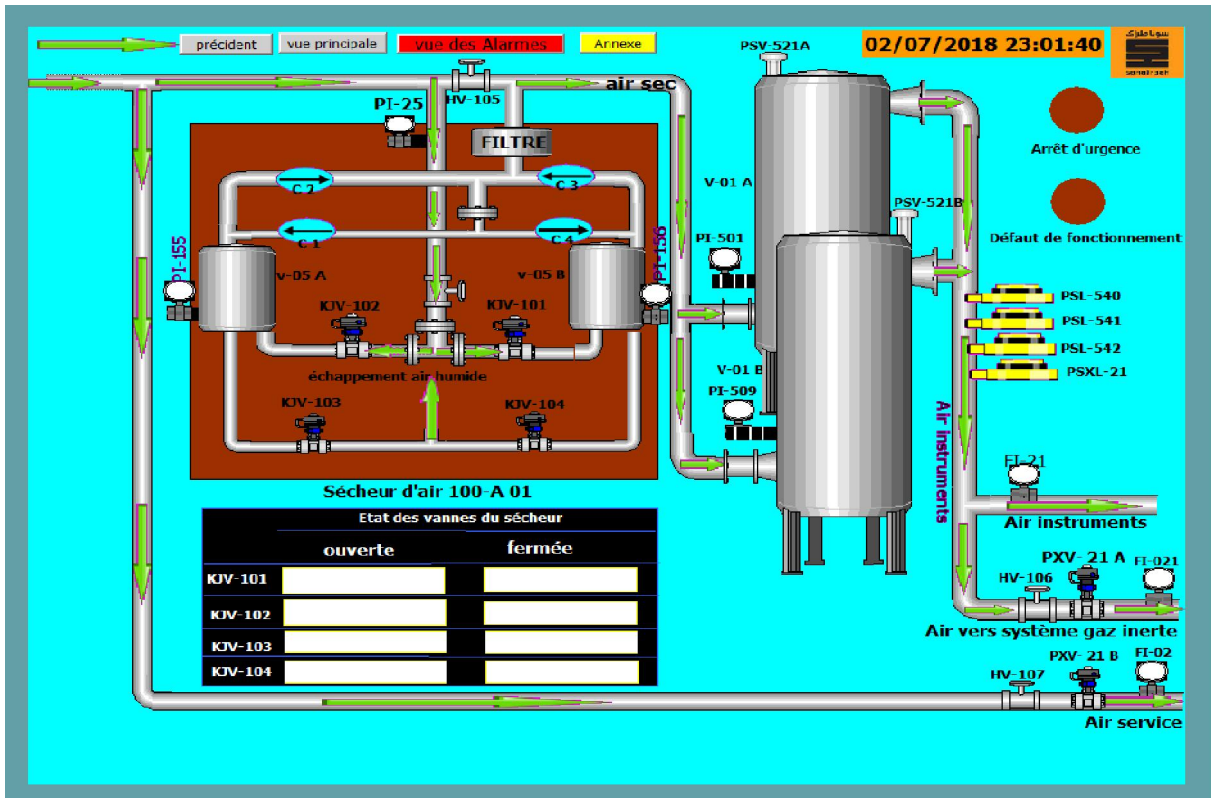 précident
vue principale
vue des Alarmes
Annexe
PSV-521A
02/07/2018 23:01:40
سوناطراك
sonatrach
air sec
PI-25
HV-105
Arrêt d'urgence
FILTRE
C 2
C 3
V-01 A
PSV-521B
C 1
C 4
PI-501
Défaut de fonctionnement
PI-155
PI-156
v-05 A
v-05 B
PSL-540
KJV-102
KJV-101
PSL-541
PSL-542
V-01 B
PSXL-21
échappement air humide
PI-509
KJV-103
KJV-104
Air instruments
FI-21
Sécheur d'air 100-A 01
Etat des vannes du sécheur
Air instruments
ouverte
fermée
PXV- 21 A
FI-021
KJV-101
HV-106
KJV-102
Air vers système gaz inerte
KJV-103
PXV- 21 B
FI-02
KJV-104
HV-107
Air service